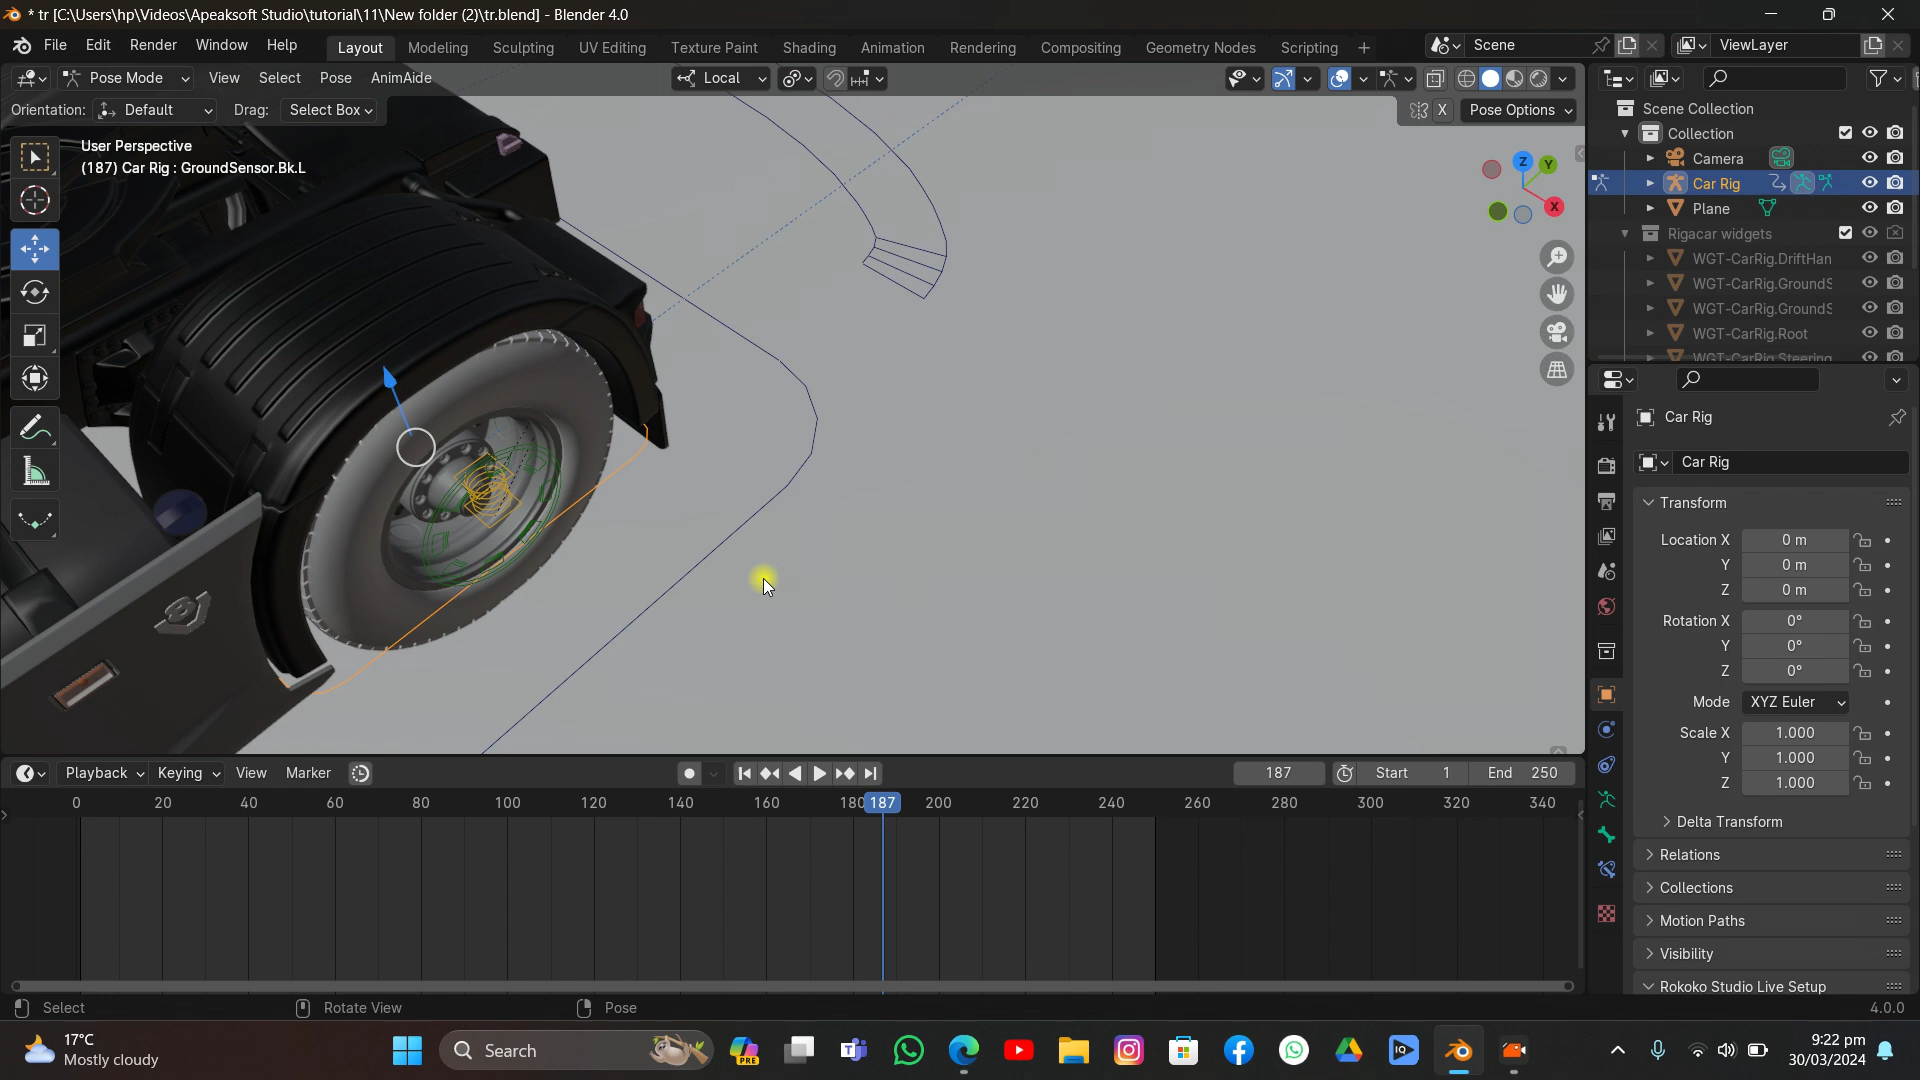 * tr [C:\Users\hp\Videos\Apeaksoft Studio\tutorial\11\New folder (2)\tr.blend] - Blender 4.0
File Edit Render Window Help Layout Modeling Sculpting UV Editing Texture Paint Shading Animation Rendering Compositing Geometry Nodes Scripting + Scene ViewLayer
Pose Mode View Select Pose AnimAide Local
Orientation: Default Drag: Select Box X Pose Options
User Perspective
(187) Car Rig : GroundSensor.Bk.L
Z Y X
Scene Collection
Collection
Camera
Car Rig
Plane
Rigacar widgets
WGT-CarRig.DriftHan
WGT-CarRig.GroundS
WGT-CarRig.GroundS
WGT-CarRig.Root
WGT-CarRig.Steering
Car Rig
Car Rig
Transform
Location X 0 m
Y 0 m
Z 0 m
Rotation X 0°
Y 0°
Z 0°
Mode XYZ Euler
Scale X 1.000
Y 1.000
Z 1.000
Delta Transform
Relations
Collections
Motion Paths
Visibility
Rokoko Studio Live Setup
Playback Keying View Marker 187 Start 1 End 250
0 20 40 60 80 100 120 140 160 180 187 200 220 240 260 280 300 320 340
Select Rotate View Pose 4.0.0
17°C
Mostly cloudy
Search
PRE
IQ
9:22 pm
30/03/2024